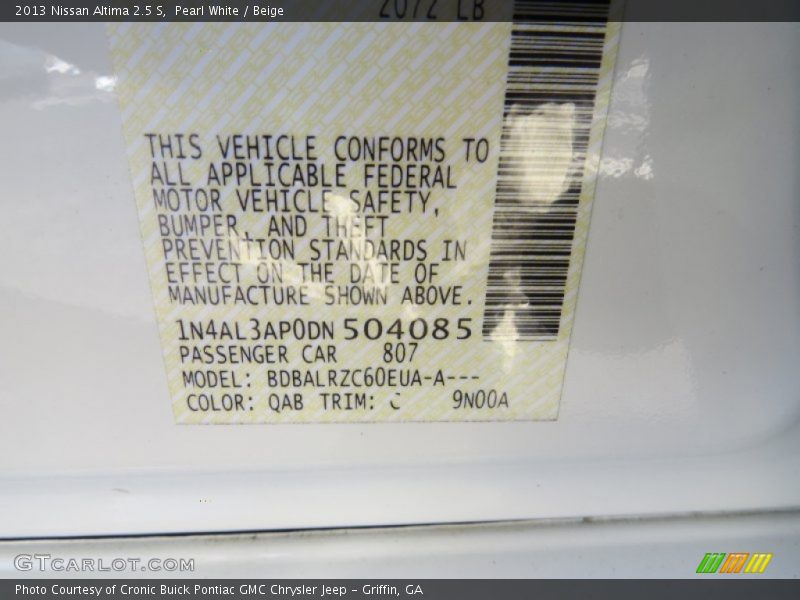 2013 Nissan Altima 2.5 S, Pearl White / Beige
2072 LB
THIS VEHICLE CONFORMS TO
ALL APPLICABLE FEDERAL
MOTOR VEHICLE SAFETY,
BUMPER, AND THEFT
PREVENTION STANDARDS IN
EFFECT ON THE DATE OF
MANUFACTURE SHOWN ABOVE.
1N4AL3AP0DN504085
PASSENGER CAR 807
MODEL: BDBALRZC60EUA-A---
COLOR: QAB TRIM: C 9N00A
GTCARLOT.COM
Photo Courtesy of Cronic Buick Pontiac GMC Chrysler Jeep - Griffin, GA